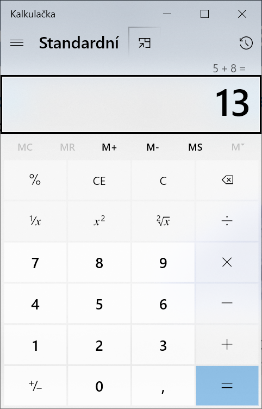 Kalkulačka
Standardní
5 + 8 =
13
MC MR M+ M- MS M˅
% CE C
¹/x x² ²√x ÷
7 8 9 ×
4 5 6 −
1 2 3 +
+/− 0 , =